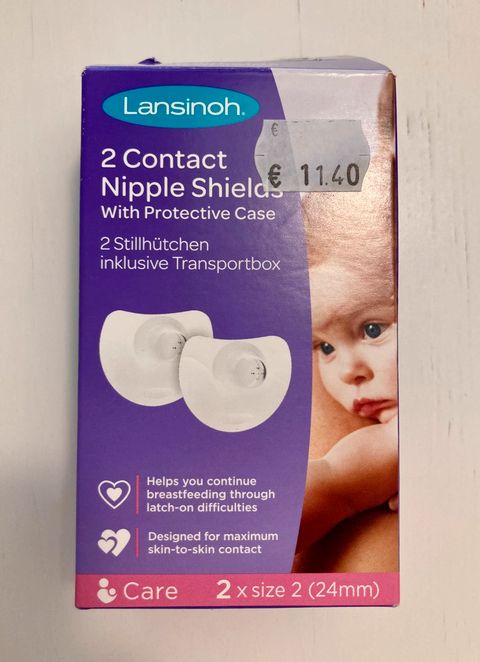 Lansinoh®
€
€ 11.40
2 Contact
Nipple Shields
With Protective Case
2 Stillhütchen
inklusive Transportbox
Helps you continue
breastfeeding through
latch-on difficulties
Designed for maximum
skin-to-skin contact
Care
2 x size 2 (24mm)